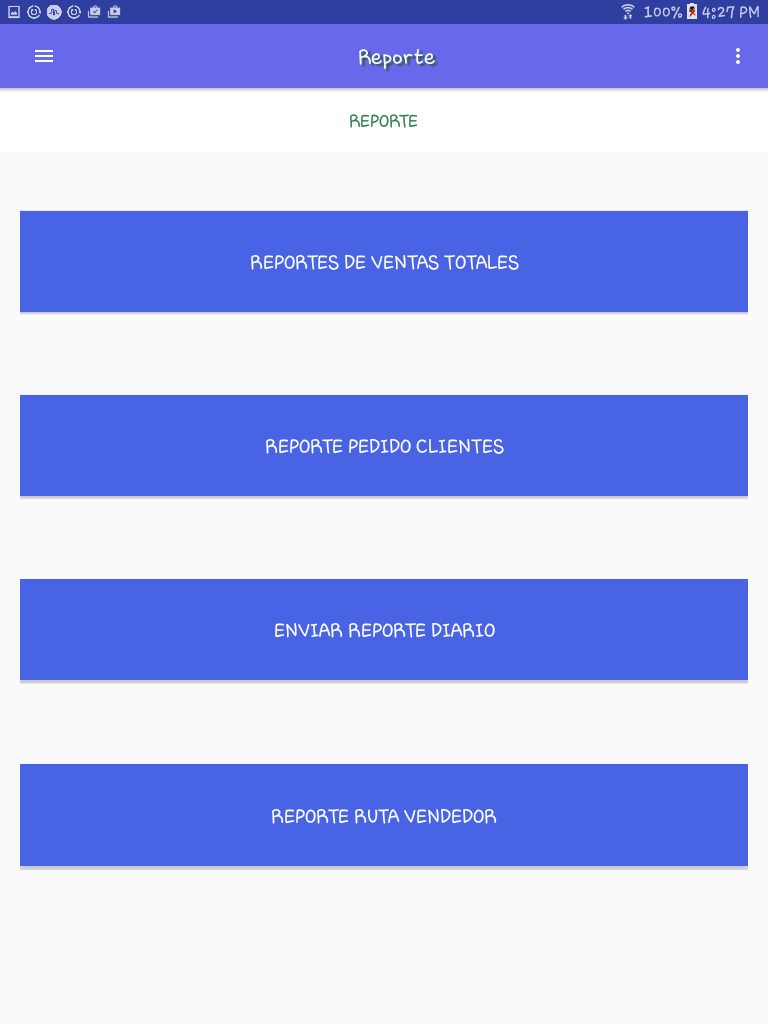 100% 4:27 PM
Reporte
REPORTE
REPORTES DE VENTAS TOTALES
REPORTE PEDIDO CLIENTES
ENVIAR REPORTE DIARIO
REPORTE RUTA VENDEDOR